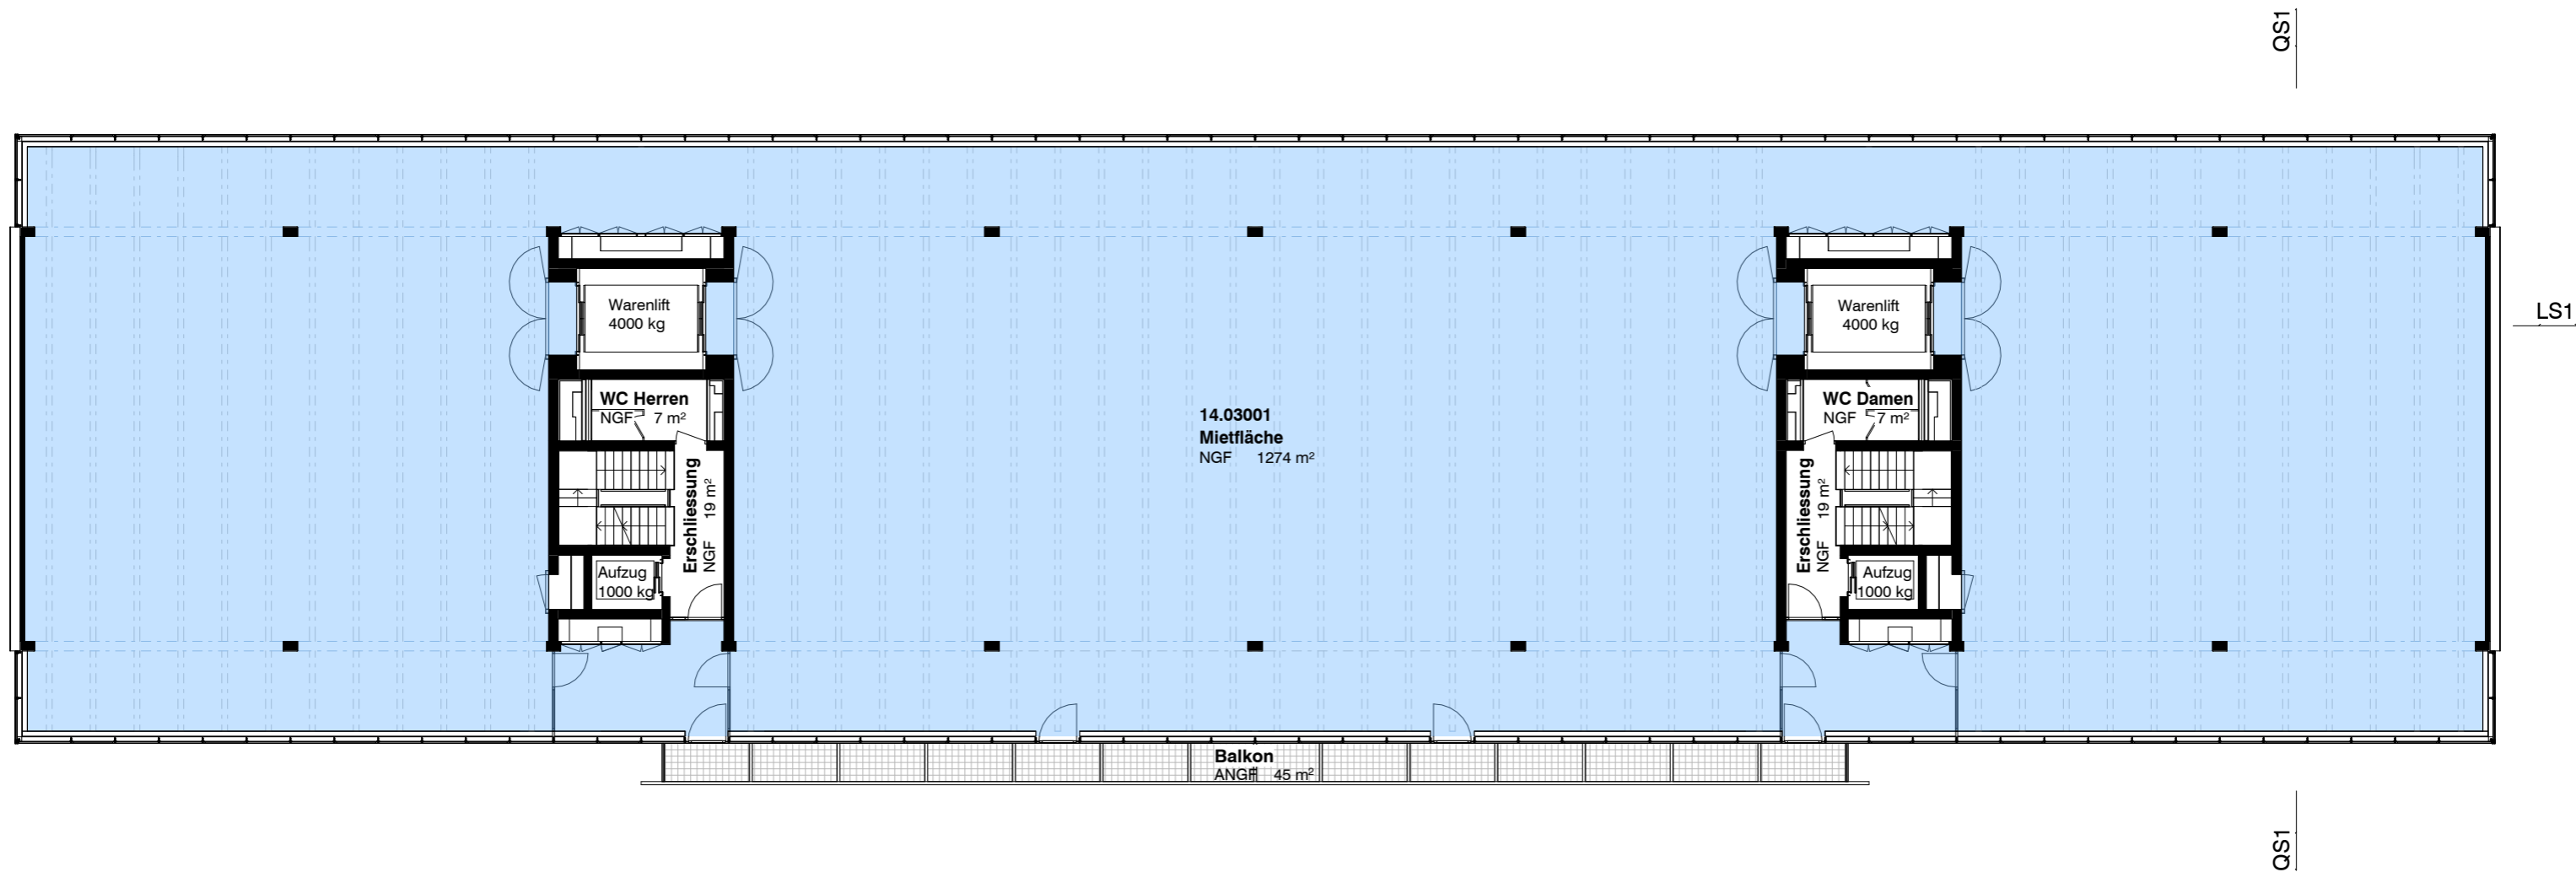 QS1
LS1
Warenlift
4000 kg
Warenlift
4000 kg
WC Herren
NGF 7 m²
14.03001
Mietfläche
NGF 1274 m²
WC Damen
NGF 7 m²
Erschliessung
NGF 19 m²
Erschliessung
NGF 19 m²
Aufzug
1000 kg
Aufzug
1000 kg
Balkon
ANGF 45 m²
QS1